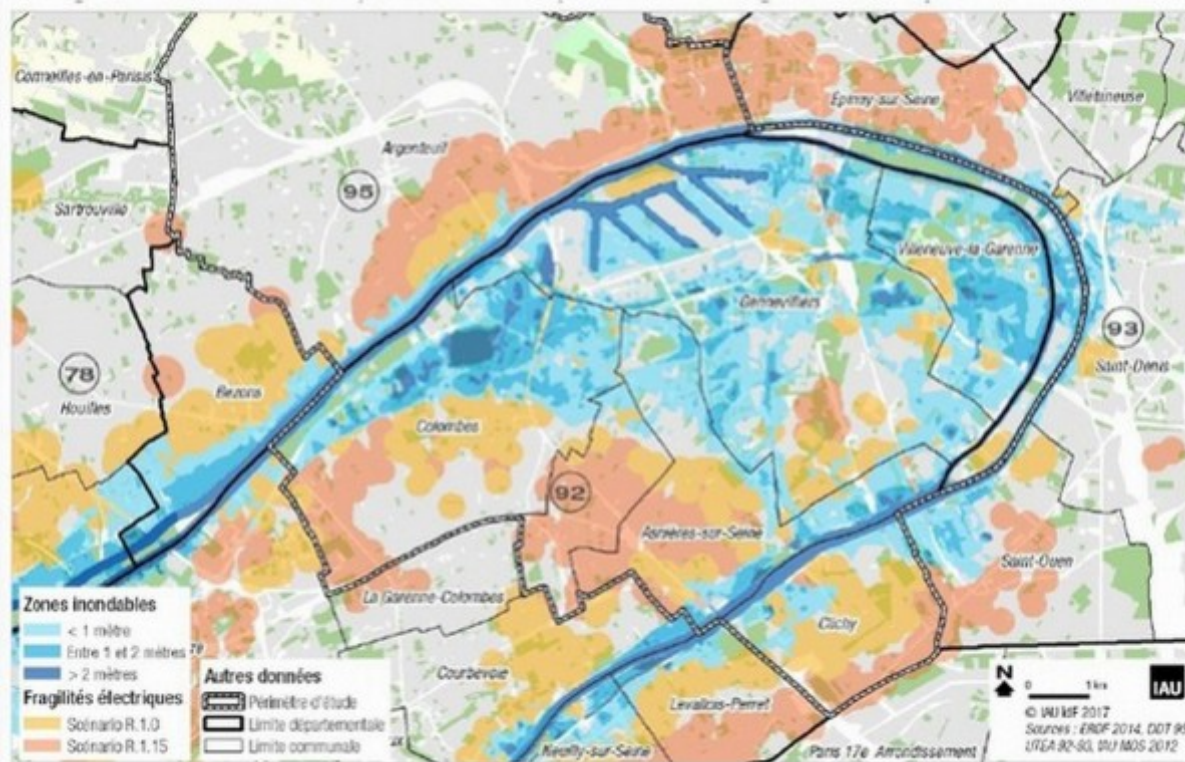 Cormeilles-en-Parisis
Épinay-sur-Seine
Villetaneuse
Argenteuil
95
Sartrouville
Villeneuve-la-Garenne
Gennevilliers
93
Saint-Denis
78
Houilles
Bezons
Colombes
92
Asnières-sur-Seine
Saint-Ouen
La Garenne-Colombes
Clichy
Courbevoie
Levallois-Perret
Neuilly-sur-Seine
Paris 17e Arrondissement
Zones inondables
< 1 mètre
Entre 1 et 2 mètres
> 2 mètres
Fragilités électriques
Scénario R.1.0
Scénario R.1.15
Autres données
Périmètre d'étude
Limite départementale
Limite communale
N
0 1 km
IAU
© IAU îdF 2017
Sources : ERDF 2014, DDT 95
UTEA 92-93, IAU MOS 2012